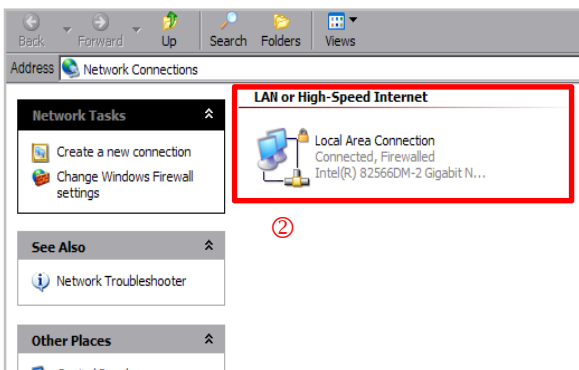 Back Forward Up Search Folders Views
Address Network Connections
Network Tasks
Create a new connection
Change Windows Firewall
settings
See Also
Network Troubleshooter
Other Places
LAN or High-Speed Internet
Local Area Connection
Connected, Firewalled
Intel(R) 82566DM-2 Gigabit N...
②